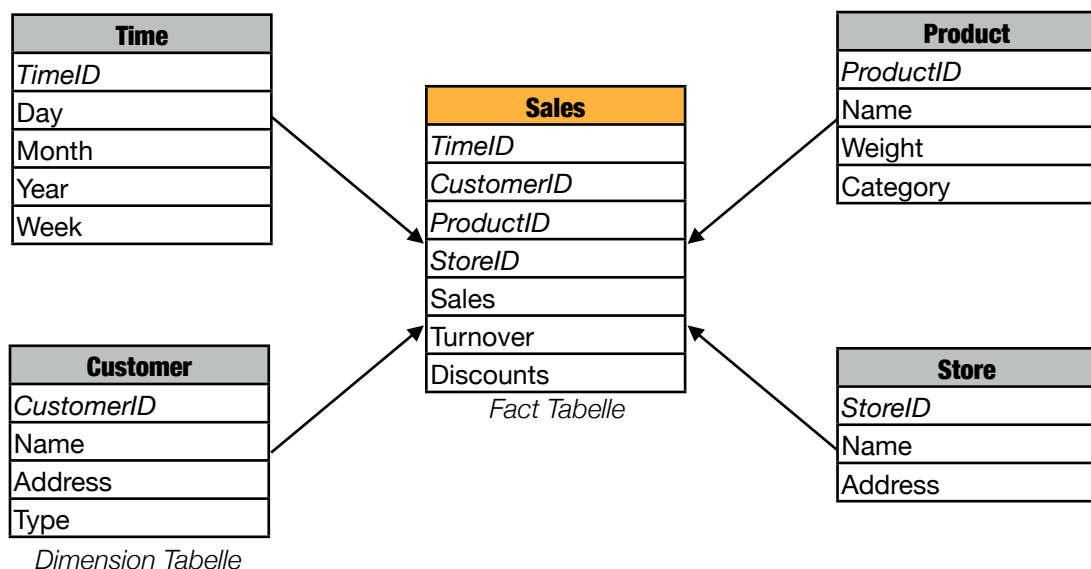 Time
TimeID
Day
Month
Year
Week
Customer
CustomerID
Name
Address
Type
Dimension Tabelle
Sales
TimeID
CustomerID
ProductID
StoreID
Sales
Turnover
Discounts
Fact Tabelle
Product
ProductID
Name
Weight
Category
Store
StoreID
Name
Address